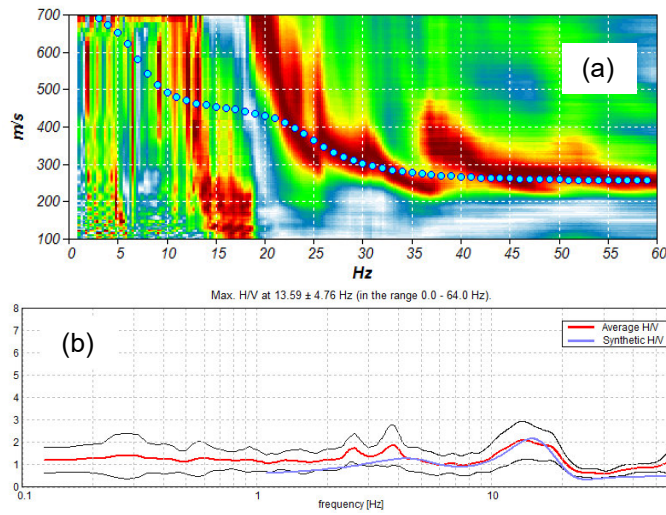 700
(a)
600
500
m/s
400
300
200
100
0 5 10 15 20 25 30 35 40 45 50 55 60
Hz
Max. H/V at 13.59 ± 4.76 Hz (in the range 0.0 - 64.0 Hz).
8
(b)
Average H/V
Synthetic H/V
7
6
5
4
3
2
1
0
0.1 1 10
frequency [Hz]